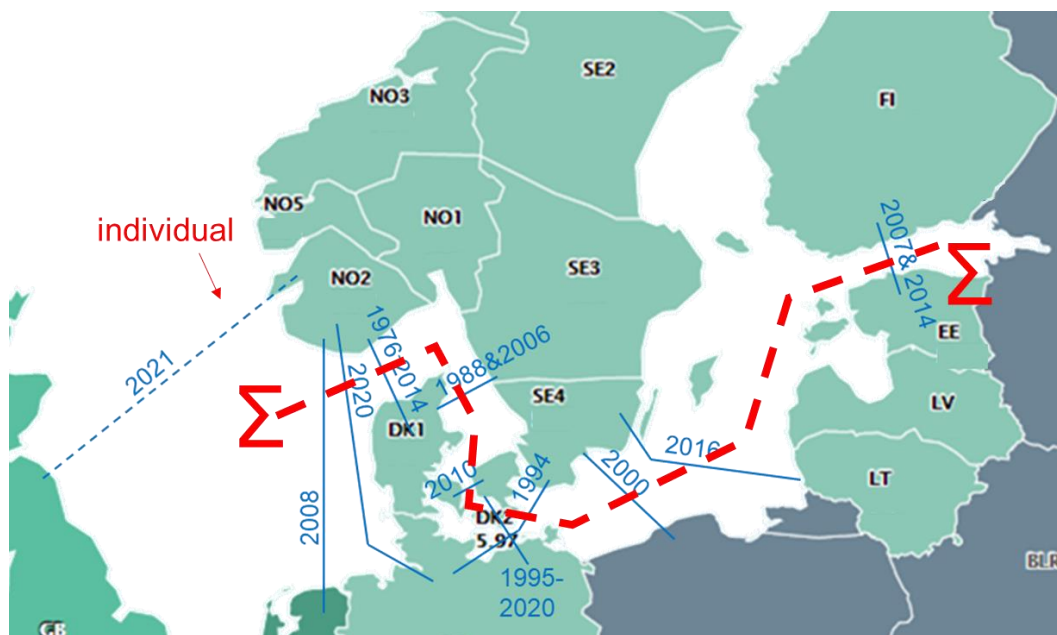 SE2
NO3
FI
NO5
NO1
individual
2007& 2014
NO2
SE3
Σ
EE
2021
1976-2014
1988&2006
2020
SE4
LV
Σ
DK1
2016
LT
2010
1994
2000
2008
DK2
5.97
BLR
1995-
2020
GB